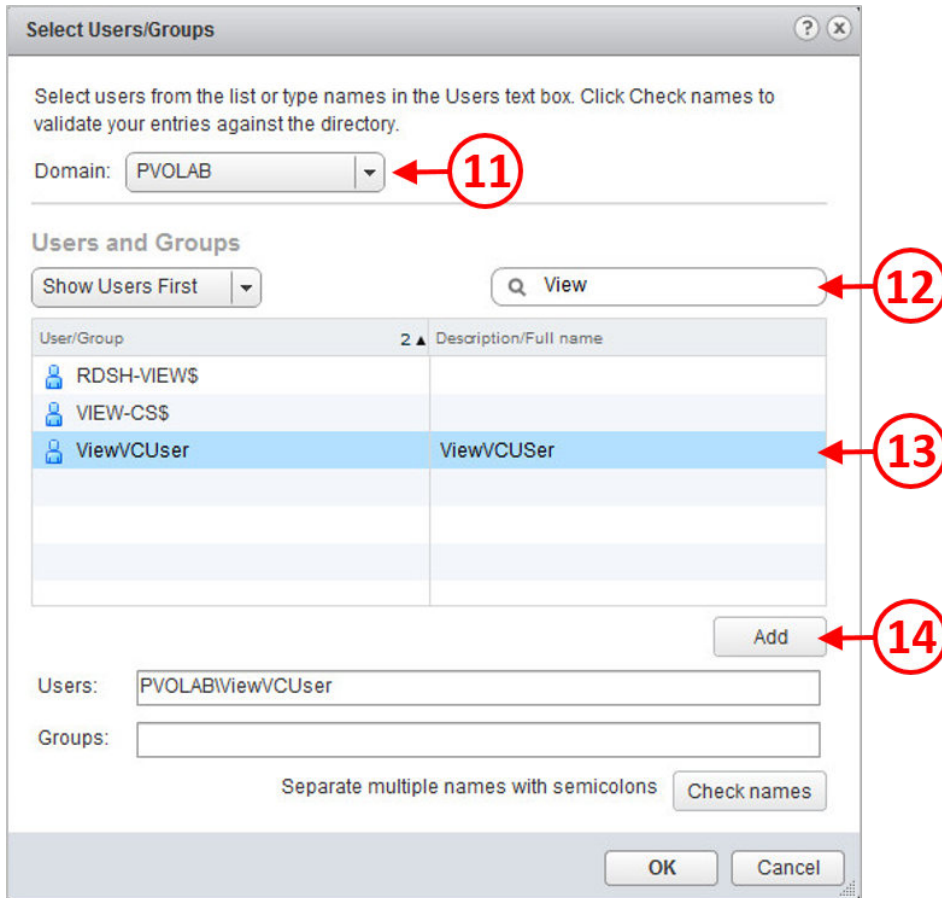 Select Users/Groups ? x
Select users from the list or type names in the Users text box. Click Check names to
validate your entries against the directory.
Domain: PVOLAB 11
Users and Groups
Show Users First View 12
User/Group 2 Description/Full name
RDSH-VIEW$
VIEW-CS$
ViewVCUser ViewVCUSer 13
Add 14
Users: PVOLAB\ViewVCUser
Groups:
Separate multiple names with semicolons Check names
OK Cancel